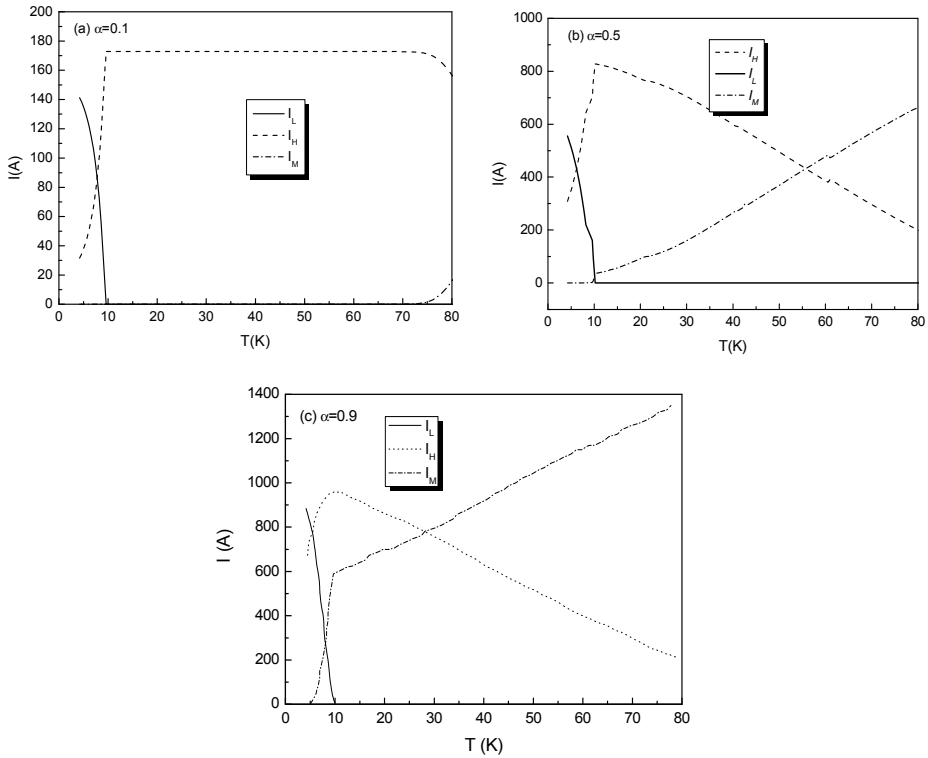 (a) α=0.1
200
180
160
140
120
100
80
60
40
20
0
I(A)
I_L
I_H
I_M
0 10 20 30 40 50 60 70 80
T(K)
(b) α=0.5
1000
800
600
400
200
0
I(A)
I_H
I_L
I_M
0 10 20 30 40 50 60 70 80
T(K)
(c) α=0.9
1400
1200
1000
800
600
400
200
0
I (A)
I_L
I_H
I_M
0 10 20 30 40 50 60 70 80
T (K)